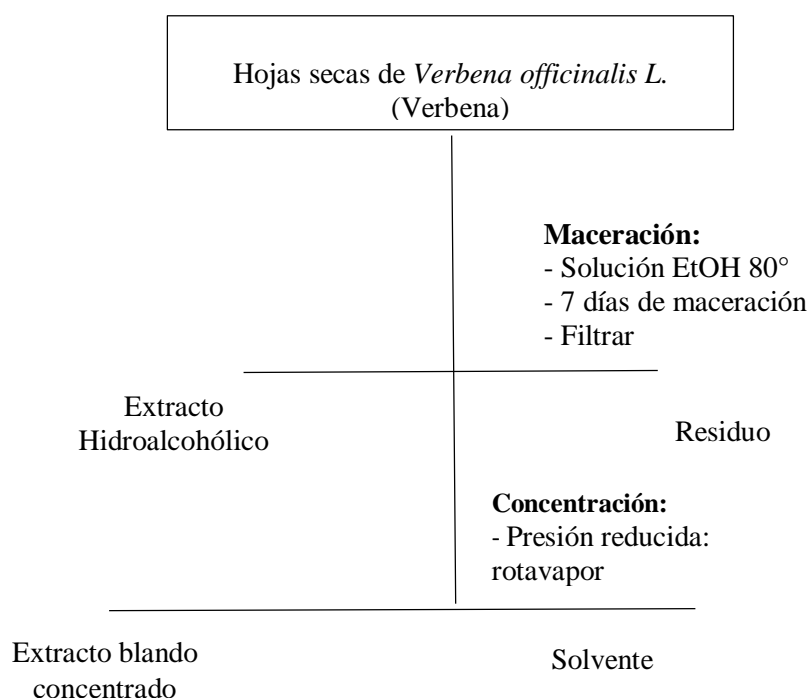 Hojas secas de Verbena officinalis L.
(Verbena)
Maceración:
- Solución EtOH 80°
- 7 días de maceración
- Filtrar
Extracto
Hidroalcohólico
Residuo
Concentración:
- Presión reducida:
rotavapor
Extracto blando
concentrado
Solvente